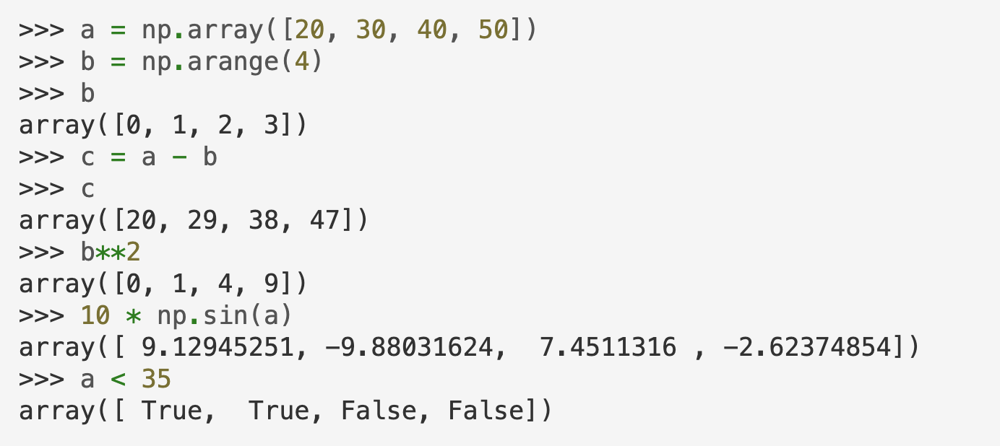 >>> a = np.array([20, 30, 40, 50])
>>> b = np.arange(4)
>>> b
array([0, 1, 2, 3])
>>> c = a - b
>>> c
array([20, 29, 38, 47])
>>> b**2
array([0, 1, 4, 9])
>>> 10 * np.sin(a)
array([ 9.12945251, -9.88031624,  7.4511316 , -2.62374854])
>>> a < 35
array([ True,  True, False, False])